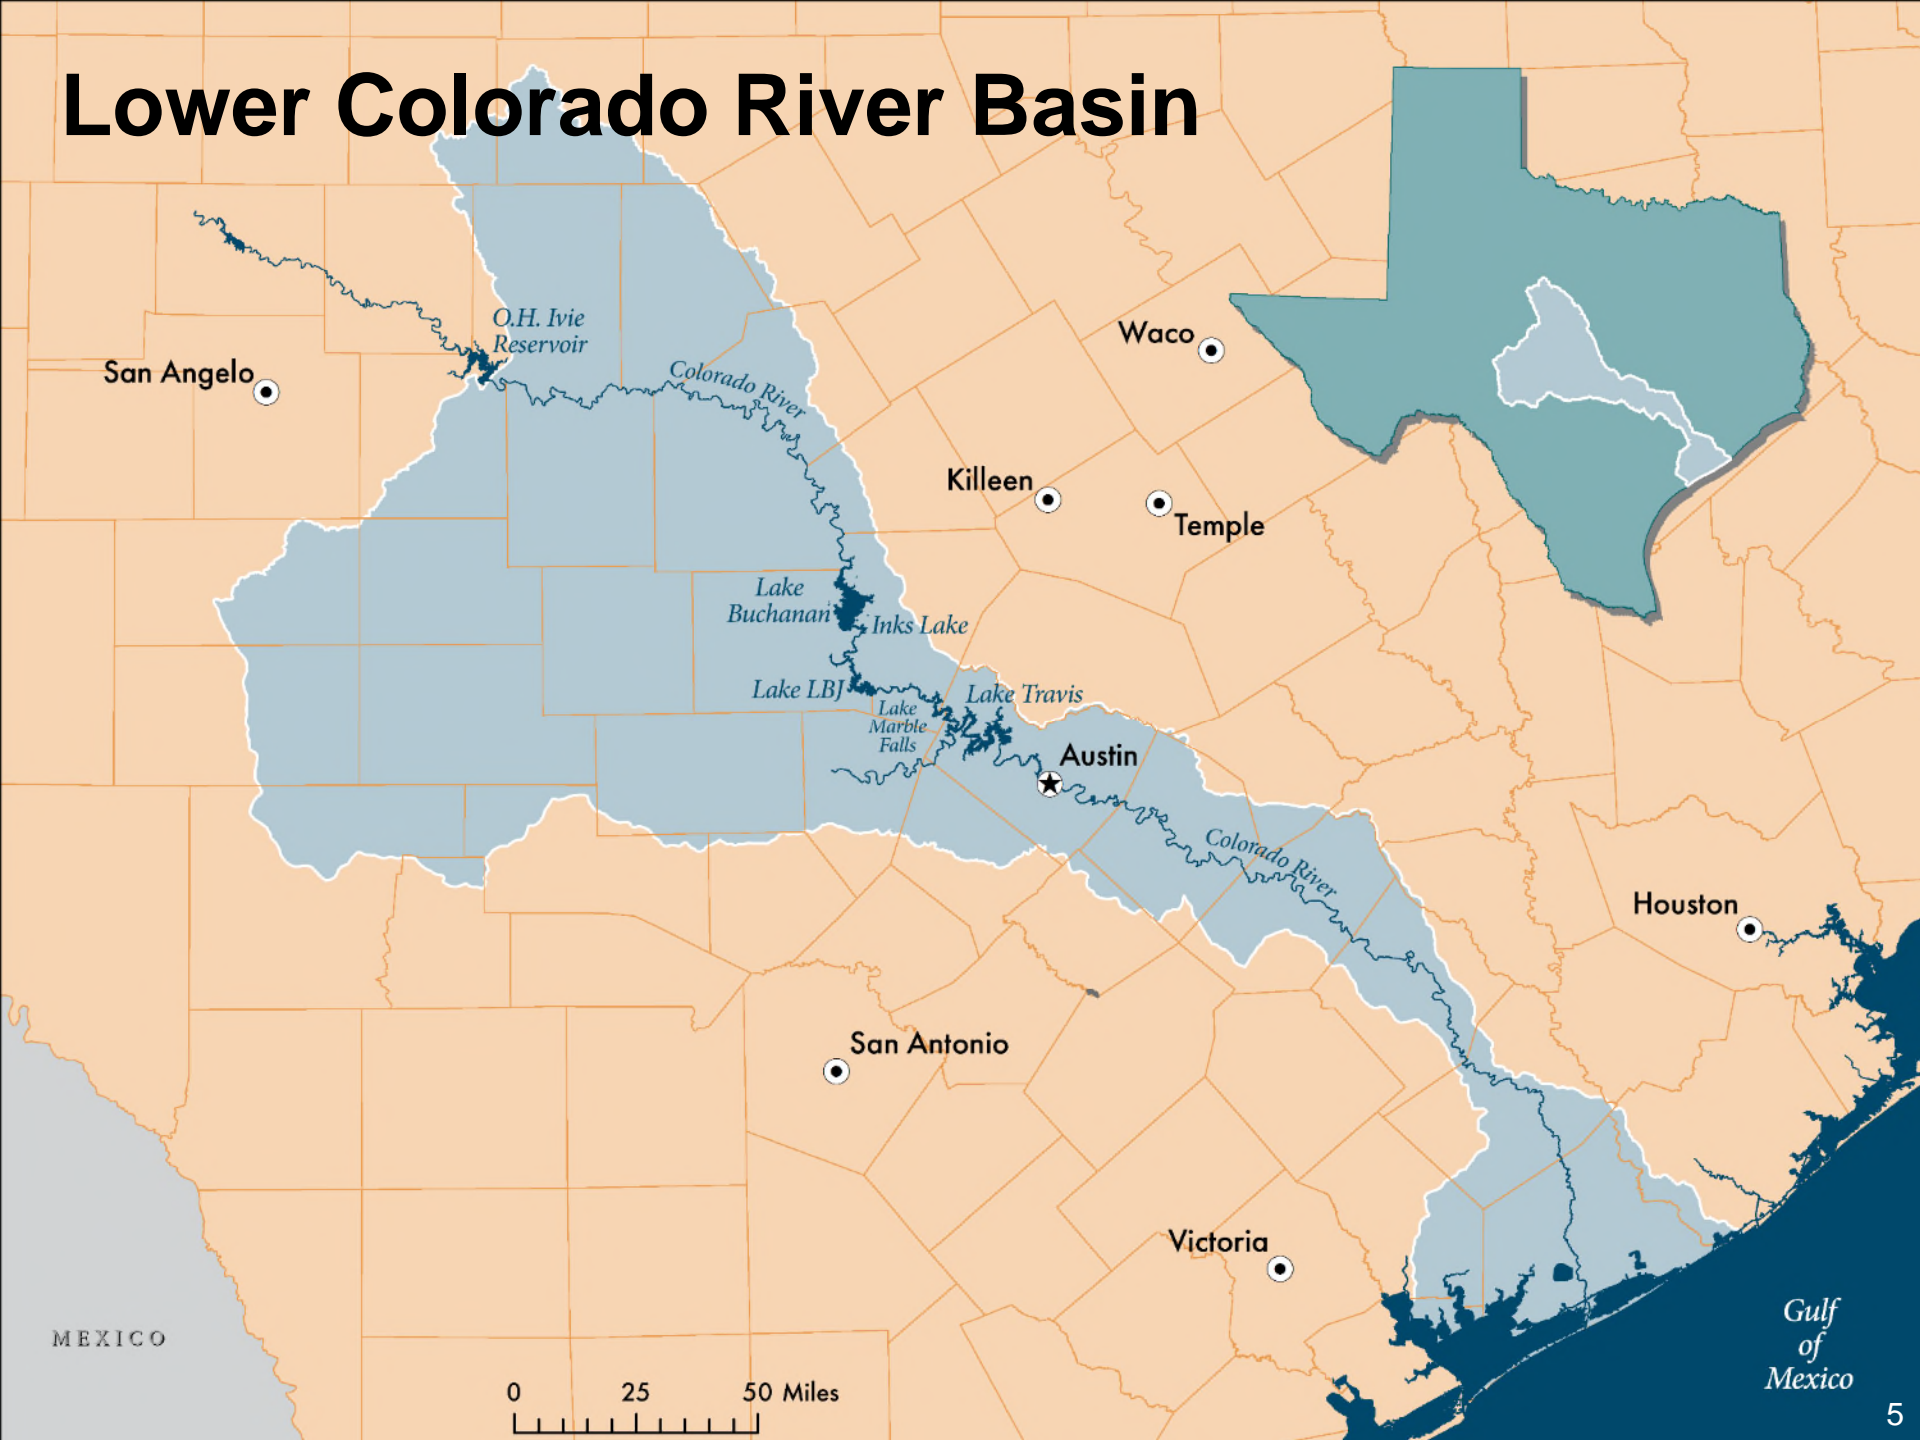 Lower Colorado River Basin
O.H. Ivie
Reservoir
San Angelo
Colorado River
Waco
Killeen
Temple
Lake
Buchanan
Inks Lake
Lake LBJ
Lake Travis
Lake
Marble
Falls
Austin
Colorado River
Houston
San Antonio
Victoria
MEXICO
Gulf
of
Mexico
0 25 50 Miles
5